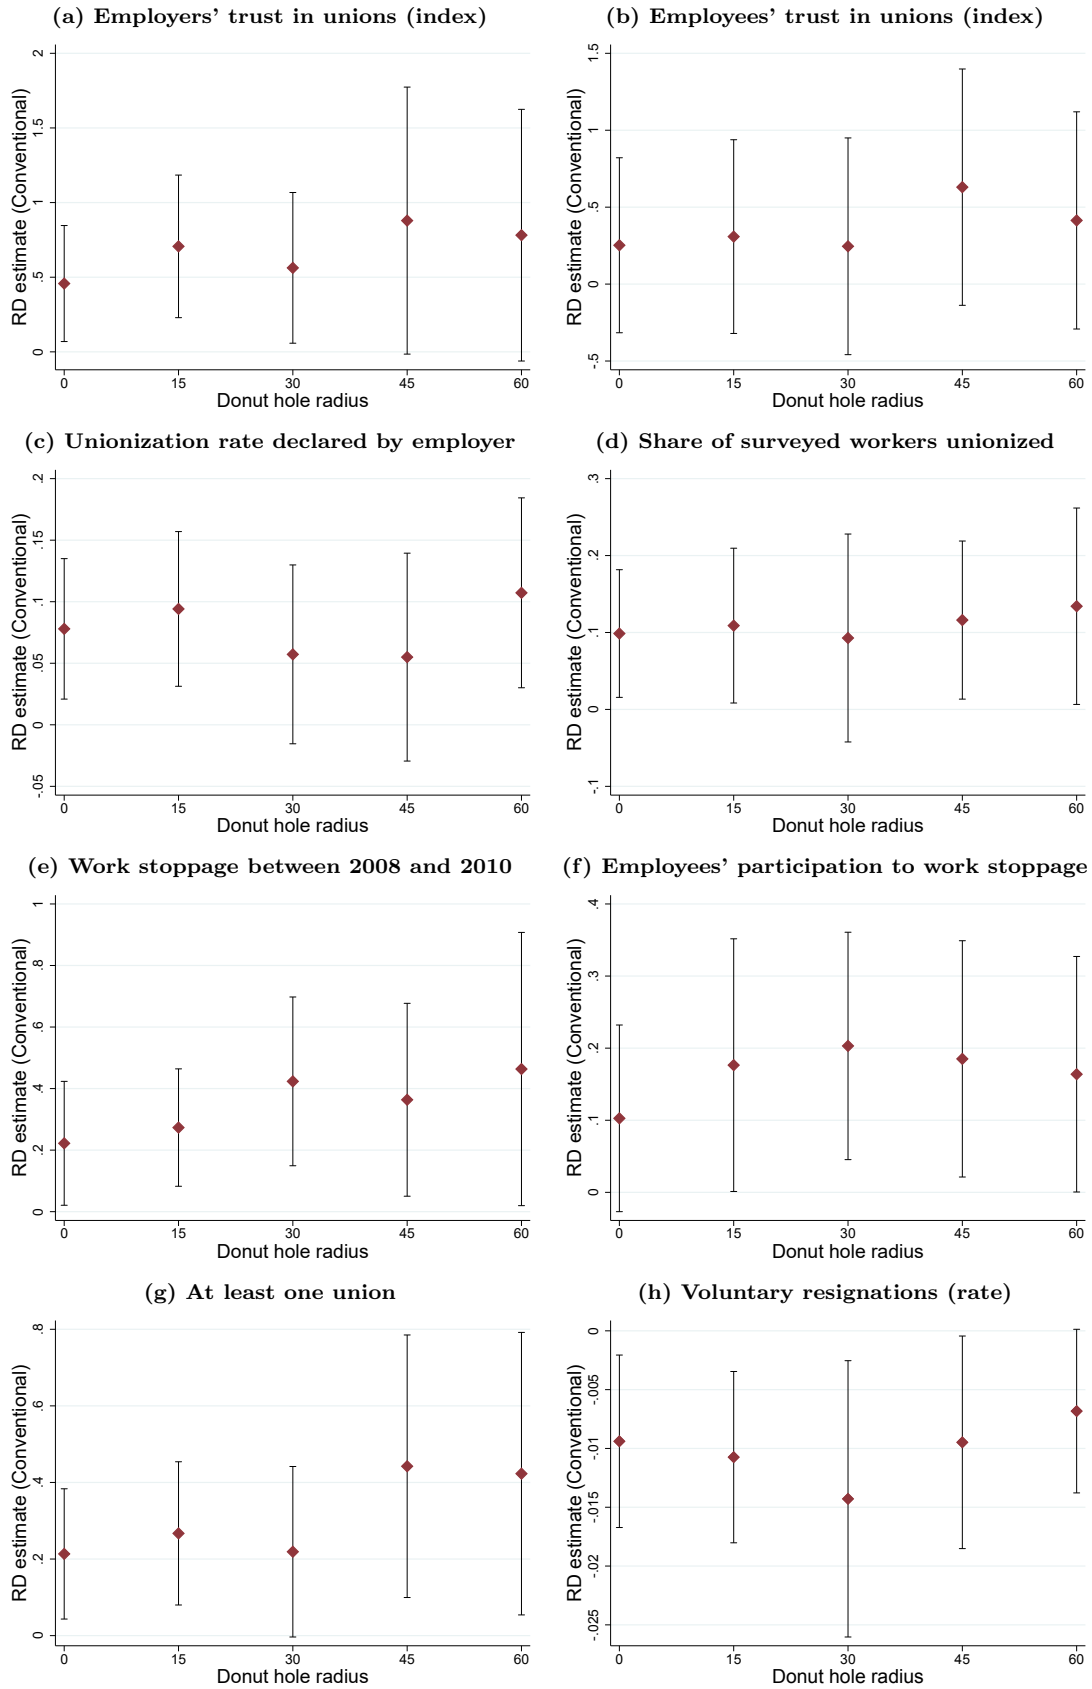 (a) Employers' trust in unions (index)
RD estimate (Conventional)
2
1.5
1
.5
0
0 15 30 45 60
Donut hole radius
(b) Employees' trust in unions (index)
RD estimate (Conventional)
1.5
1
.5
0
-.5
0 15 30 45 60
Donut hole radius
(c) Unionization rate declared by employer
RD estimate (Conventional)
.2
.15
.1
.05
0
-.05
0 15 30 45 60
Donut hole radius
(d) Share of surveyed workers unionized
RD estimate (Conventional)
.3
.2
.1
0
-.1
0 15 30 45 60
Donut hole radius
(e) Work stoppage between 2008 and 2010
RD estimate (Conventional)
1
.8
.6
.4
.2
0
0 15 30 45 60
Donut hole radius
(f) Employees' participation to work stoppage
RD estimate (Conventional)
.4
.3
.2
.1
0
0 15 30 45 60
Donut hole radius
(g) At least one union
RD estimate (Conventional)
.8
.6
.4
.2
0
0 15 30 45 60
Donut hole radius
(h) Voluntary resignations (rate)
RD estimate (Conventional)
0
-.005
-.01
-.015
-.02
-.025
0 15 30 45 60
Donut hole radius